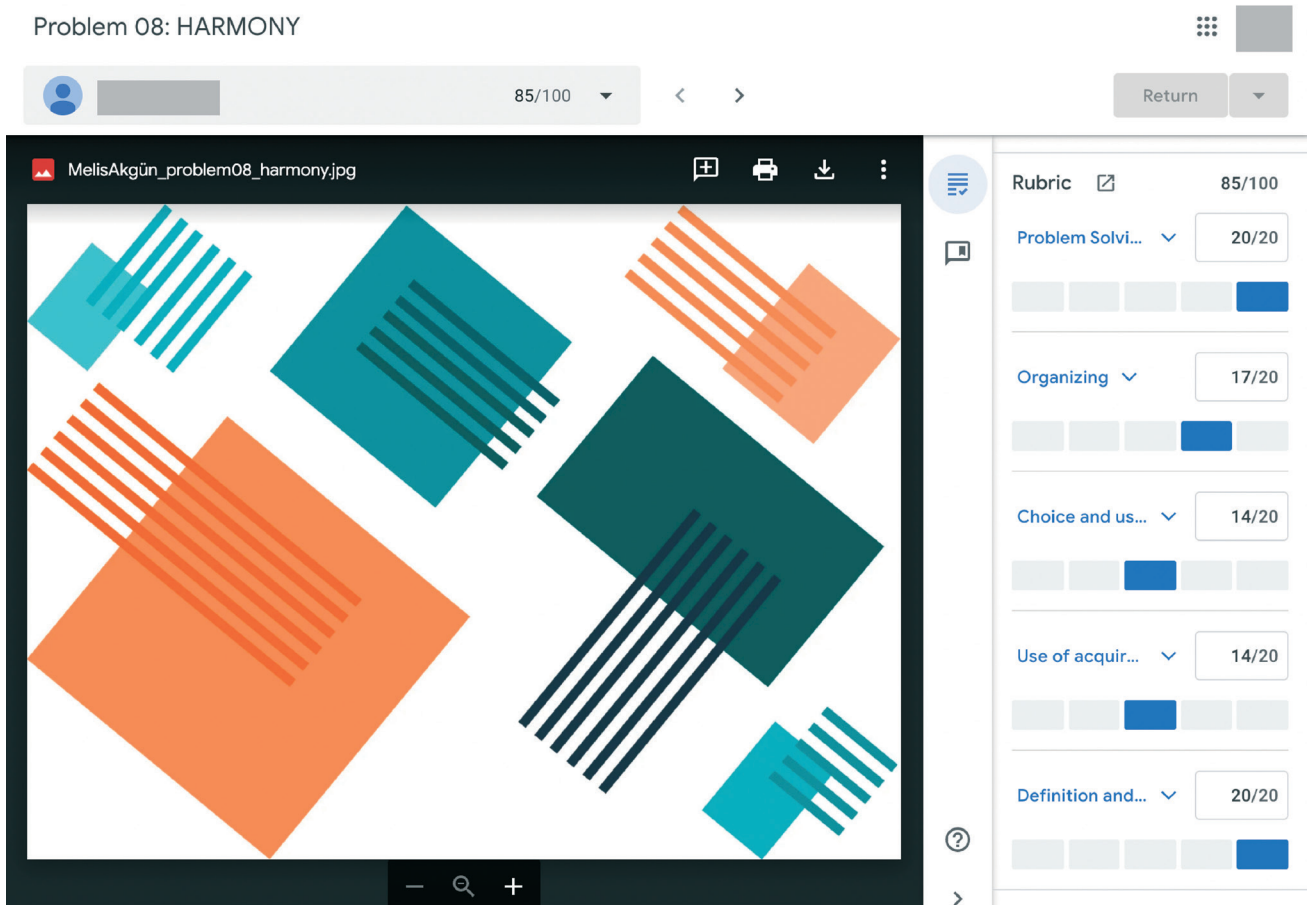 Problem 08: HARMONY
85/100
Return
MelisAkgün_problem08_harmony.jpg
Rubric
85/100
Problem Solvi...
20/20
Organizing
17/20
Choice and us...
14/20
Use of acquir...
14/20
Definition and...
20/20